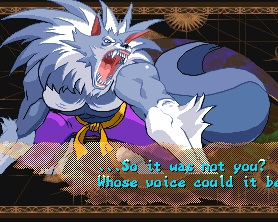 ...So it was not you?
Whose voice could it be